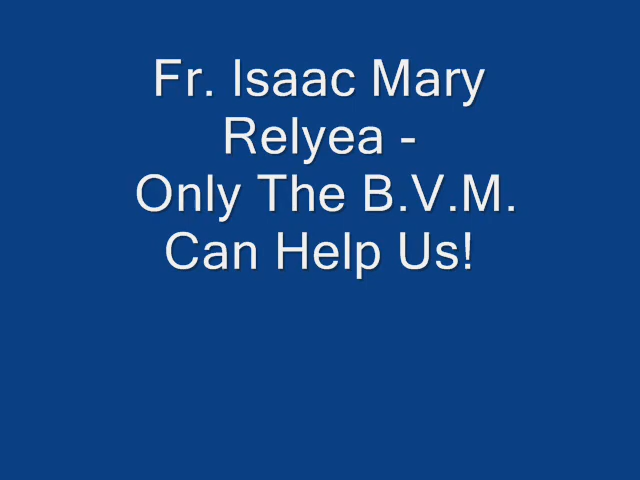 Fr. Isaac Mary
Relyea -
Only The B.V.M.
Can Help Us!